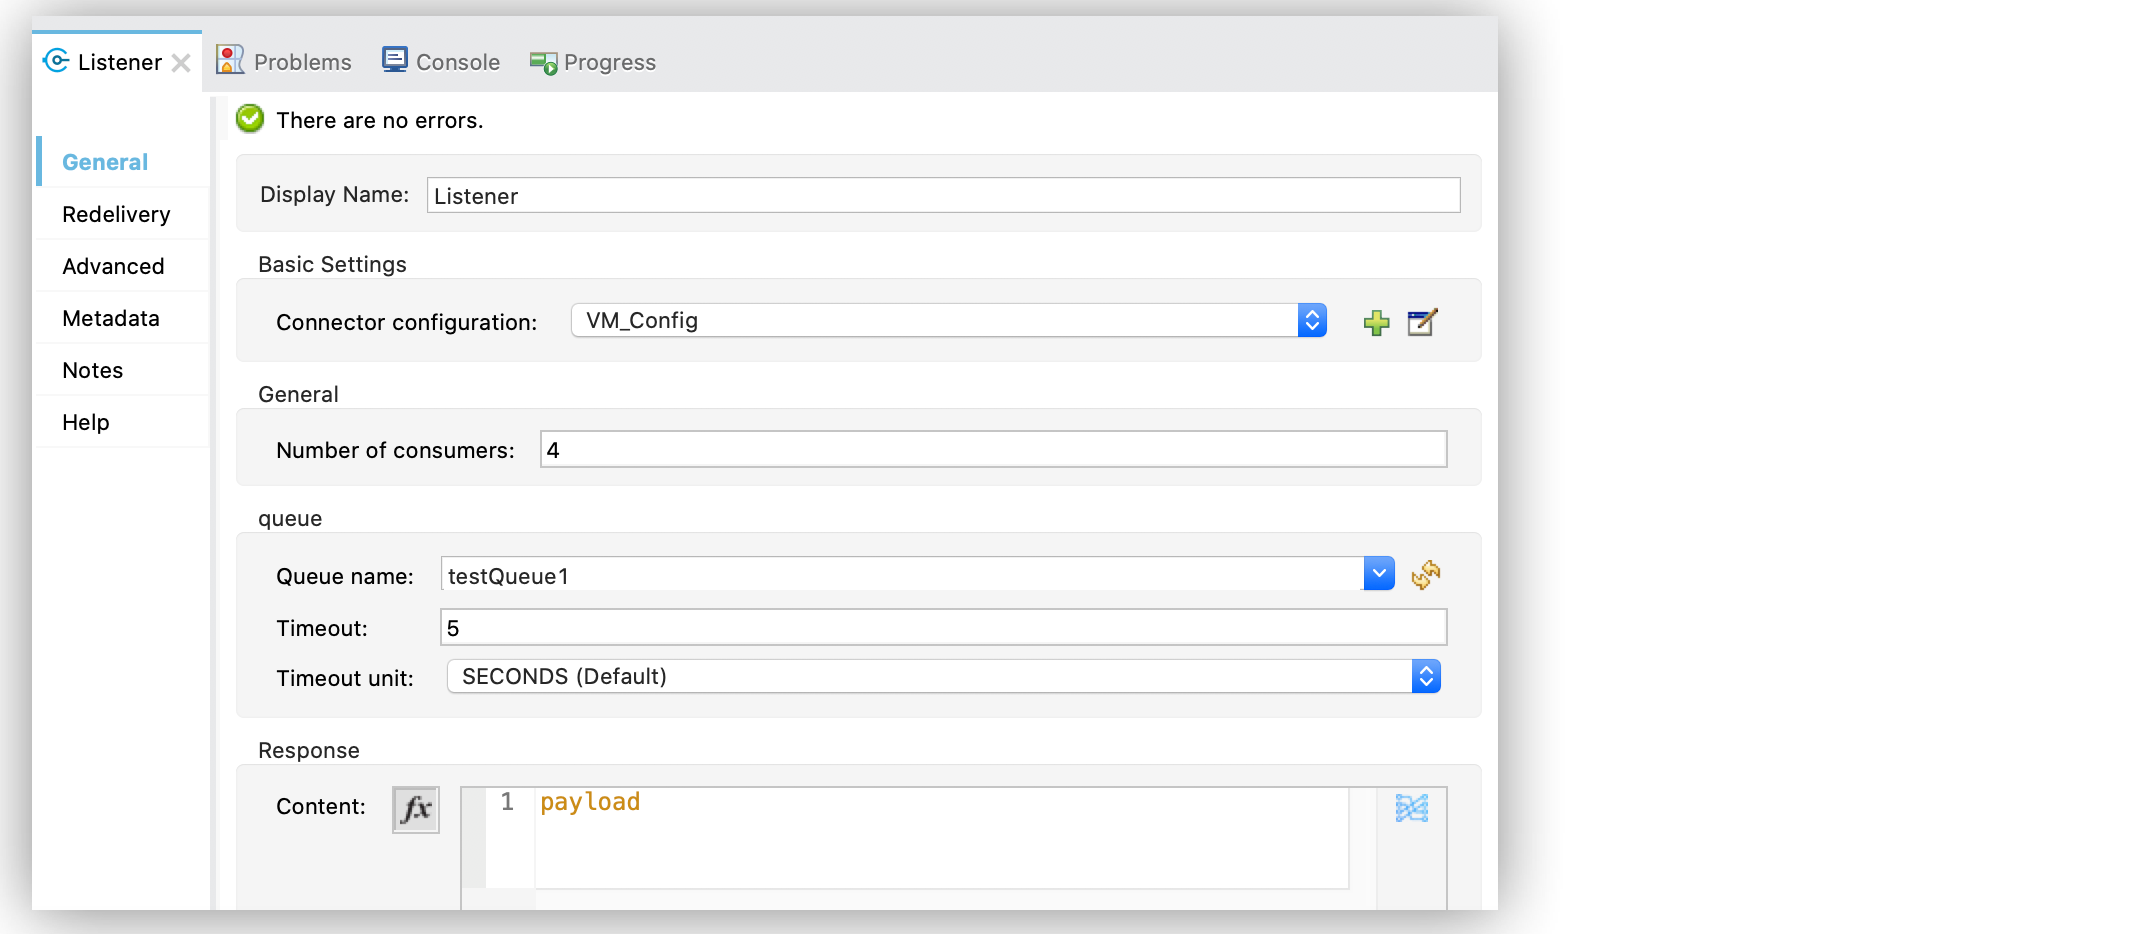 Listener Problems Console Progress
There are no errors.
General
Redelivery
Advanced
Metadata
Notes
Help
Display Name: Listener
Basic Settings
Connector configuration: VM_Config
General
Number of consumers: 4
queue
Queue name: testQueue1
Timeout: 5
Timeout unit: SECONDS (Default)
Response
Content: fx 1 payload